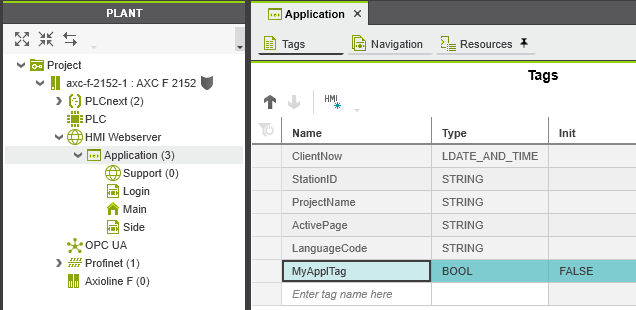 PLANT
Project
axc-f-2152-1 : AXC F 2152
PLCnext (2)
PLC
HMI Webserver
Application (3)
Support (0)
Login
Main
Side
OPC UA
Profinet (1)
Axioline F (0)
Application
Tags Navigation Resources
Tags
HMI
Name Type Init
ClientNow LDATE_AND_TIME
StationID STRING
ProjectName STRING
ActivePage STRING
LanguageCode STRING
MyApplTag BOOL FALSE
Enter tag name here